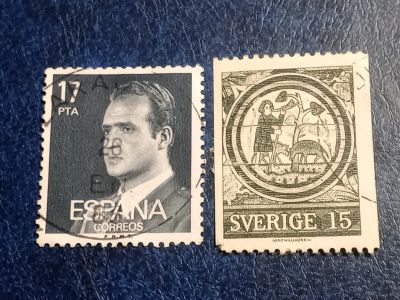 17
PTA
ESPAÑA
CORREOS
F.N.M.T.
SVERIGE 15